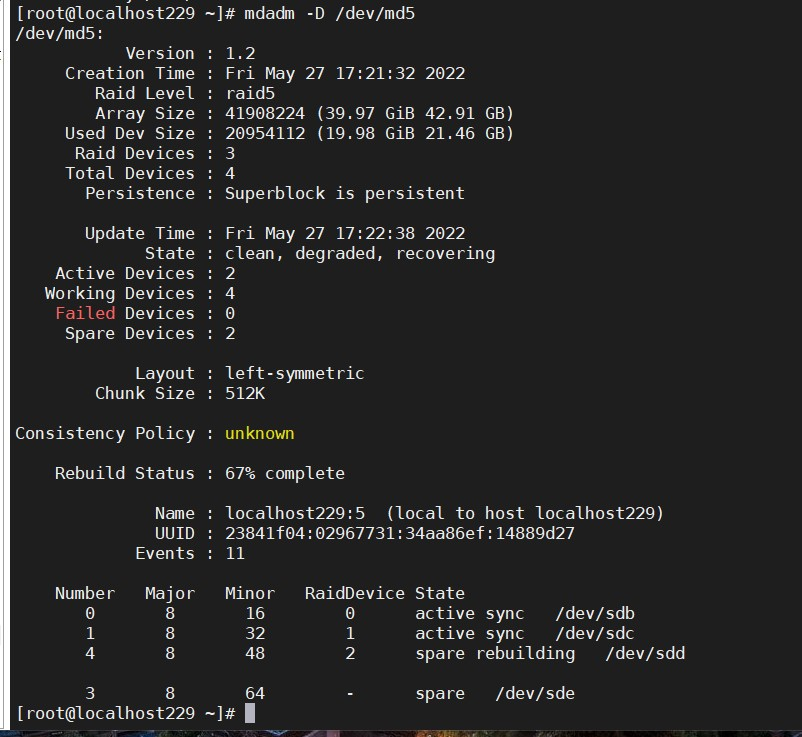 [root@localhost229 ~]# mdadm -D /dev/md5
/dev/md5:
Version : 1.2
Creation Time : Fri May 27 17:21:32 2022
Raid Level : raid5
Array Size : 41908224 (39.97 GiB 42.91 GB)
Used Dev Size : 20954112 (19.98 GiB 21.46 GB)
Raid Devices : 3
Total Devices : 4
Persistence : Superblock is persistent
Update Time : Fri May 27 17:22:38 2022
State : clean, degraded, recovering
Active Devices : 2
Working Devices : 4
Failed Devices : 0
Spare Devices : 2
Layout : left-symmetric
Chunk Size : 512K
Consistency Policy : unknown
Rebuild Status : 67% complete
Name : localhost229:5  (local to host localhost229)
UUID : 23841f04:02967731:34aa86ef:14889d27
Events : 11
Number   Major   Minor   RaidDevice State
0       8       16        0      active sync   /dev/sdb
1       8       32        1      active sync   /dev/sdc
4       8       48        2      spare rebuilding   /dev/sdd
3       8       64        -      spare   /dev/sde
[root@localhost229 ~]#